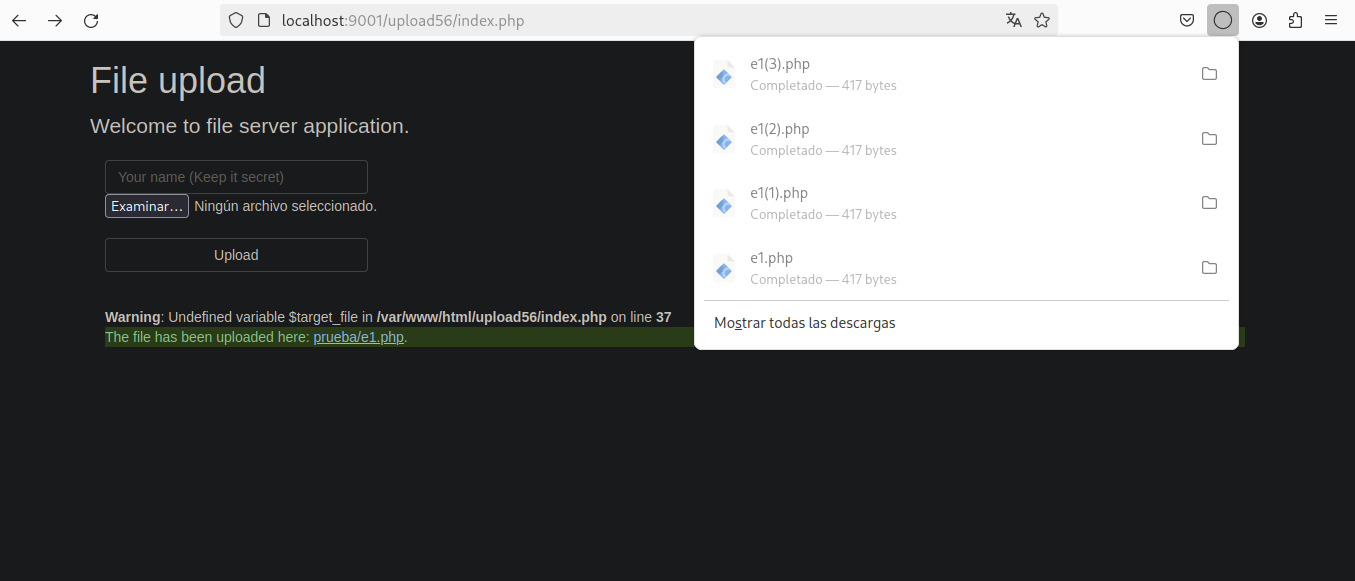 localhost:9001/upload56/index.php
File upload
Welcome to file server application.
Your name (Keep it secret)
Examinar… Ningún archivo seleccionado.
Upload
Warning: Undefined variable $target_file in /var/www/html/upload56/index.php on line 37
The file has been uploaded here: prueba/e1.php.
e1(3).php
Completado — 417 bytes
e1(2).php
Completado — 417 bytes
e1(1).php
Completado — 417 bytes
e1.php
Completado — 417 bytes
Mostrar todas las descargas